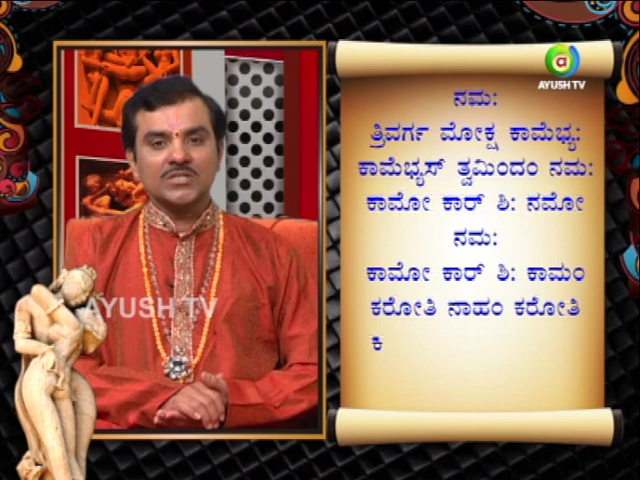 AYUSH TV
ನಮಃ
ತ್ರಿವರ್ಗ ಮೋಕ್ಷ ಕಾಮೆಭ್ಯಃ
ಕಾಮೆಭ್ಯಸ್ ತ್ವಮಿಂದಂ ನಮಃ
ಕಾಮೋ ಕಾರ್ ಶಿಃ ನಮೋ
ನಮಃ
ಕಾಮೋ ಕಾರ್ ಶಿಃ ಕಾಮಂ
ಕರೋತಿ ನಾಹಂ ಕರೋತಿ
ಕಿ
AYUSH TV